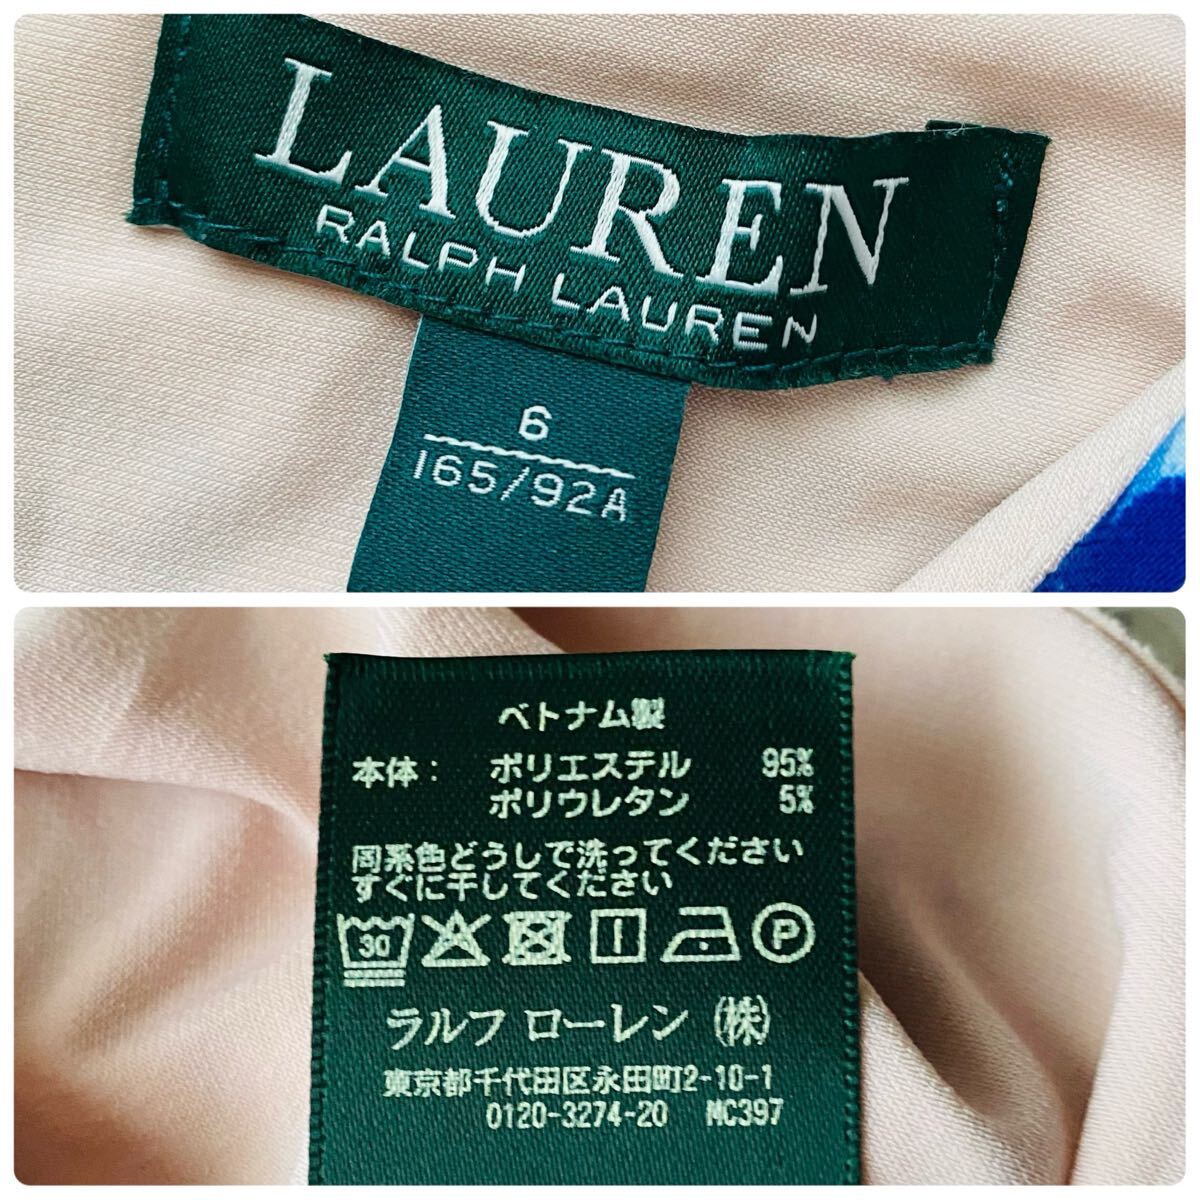 LAUREN
RALPH LAUREN
6
165/92A
ベトナム製
本体： ポリエステル 95%
ポリウレタン 5%
同系色どうしで洗ってください
すぐに干してください
30 P
ラルフ ローレン（株）
東京都千代田区永田町2-10-1
0120-3274-20 MC397